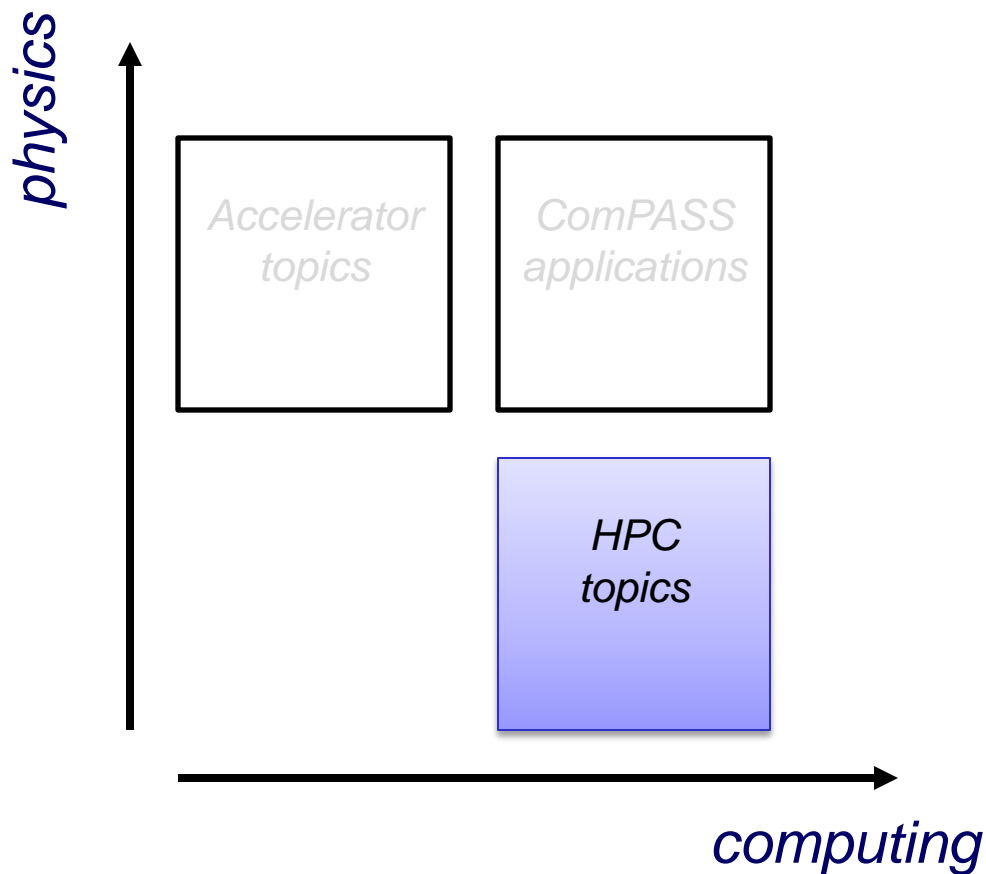 physics
Accelerator
topics
ComPASS
applications
HPC
topics
computing